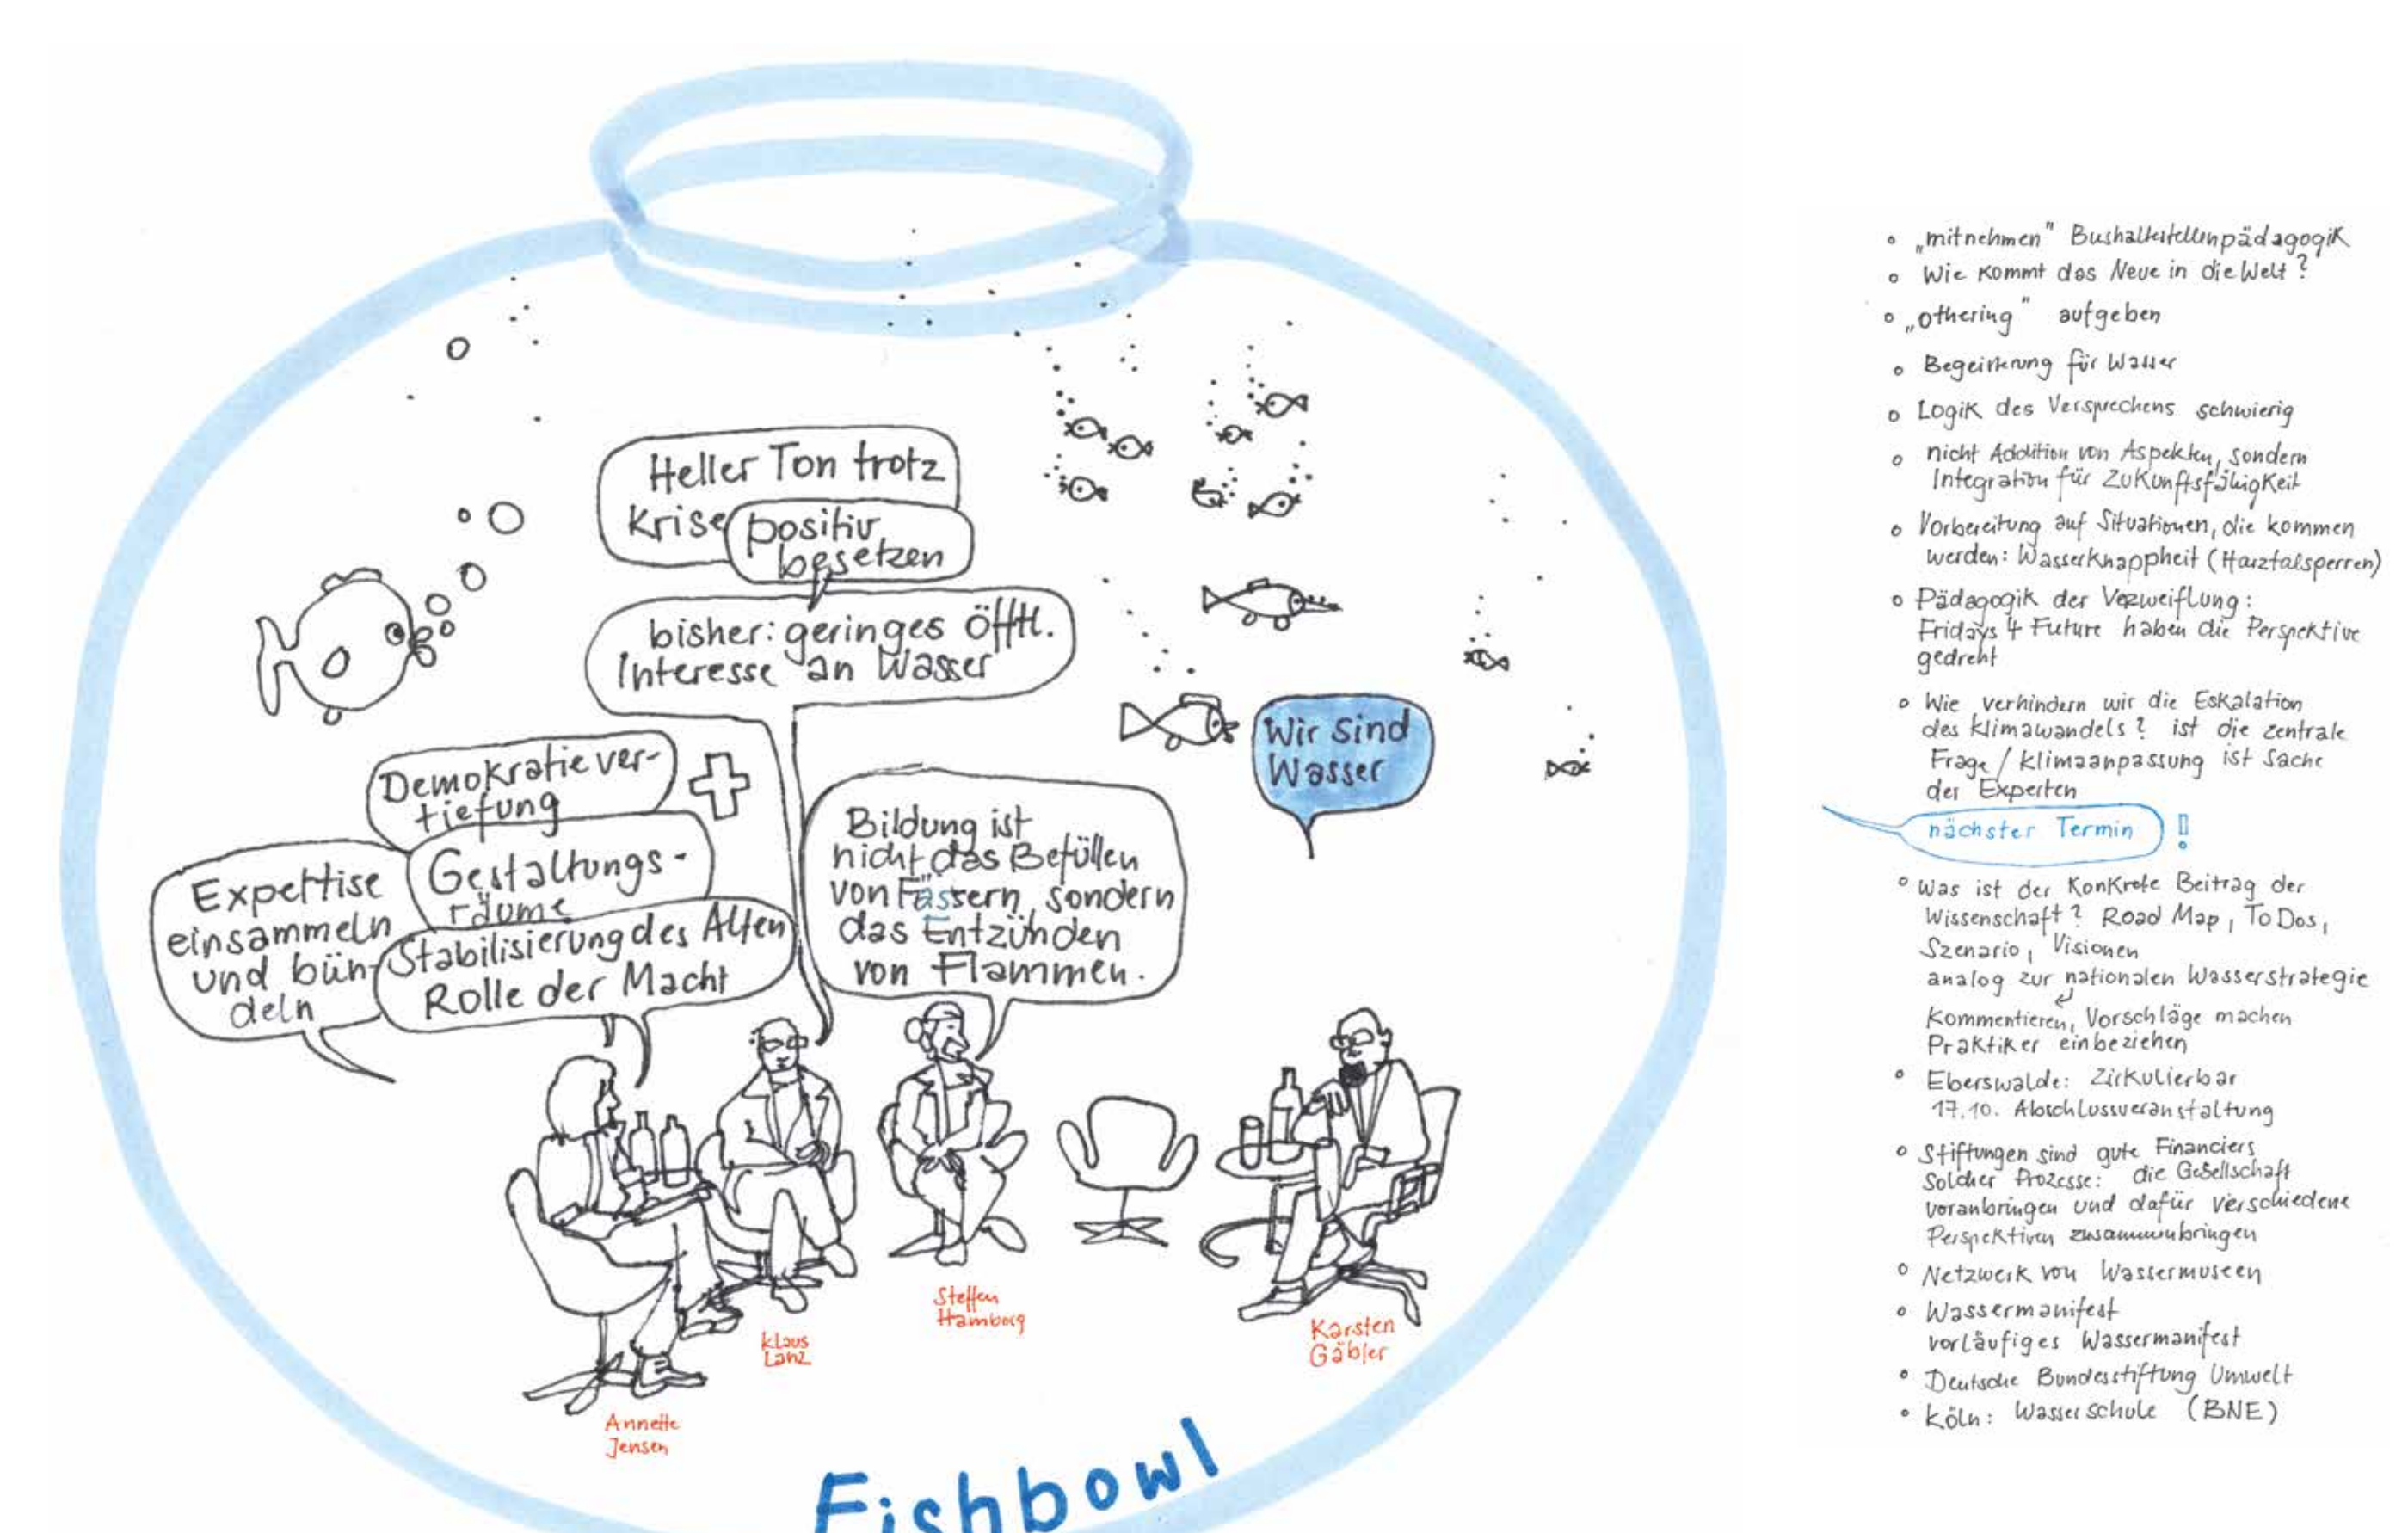 Heller Ton trotz
Krise
positiv
besetzen
bisher: geringes Öfftl.
Interesse an Wasser
Wir sind
Wasser
Demokratiever-
tiefung
Gestaltungs-
räume
Expertise
einsammeln
und bün-
deln
Stabilisierung des Alten
Rolle der Macht
Bildung ist
nicht das Befüllen
von Fässern, sondern
das Entzünden
von Flammen.
Annette
Jensen
Klaus
Lanz
Steffen
Hamborg
Karsten
Gäbler
Fishbowl
„mitnehmen" Bushaltestellenpädagogik
Wie kommt das Neue in die Welt?
„othering" aufgeben
Begeisterung für Wasser
Logik des Versprechens schwierig
nicht Addition von Aspekten, sondern
Integration für Zukunftsfähigkeit
Vorbereitung auf Situationen, die kommen
werden: Wasserknappheit (Harztalsperren)
Pädagogik der Vezweiflung:
Fridays 4 Future haben die Perspektive
gedreht
Wie verhindern wir die Eskalation
des Klimawandels? ist die zentrale
Frage / Klimaanpassung ist Sache
der Experten
nächster Termin !
Was ist der Konkrete Beitrag der
Wissenschaft? Road Map, To Dos,
Szenario, Visionen
analog zur nationalen Wasserstrategie
Kommentieren, Vorschläge machen
Praktiker einbeziehen
Eberswalde: Zirkulierbar
17.10. Abschlussveranstaltung
Stiftungen sind gute Financiers
Solcher Prozesse: die Gesellschaft
voranbringen und dafür verschiedene
Perspektiven zusammenbringen
Netzwerk von Wassermuseen
Wassermanifest
vorläufiges Wassermanifest
Deutsche Bundesstiftung Umwelt
Köln: Wasserschule (BNE)